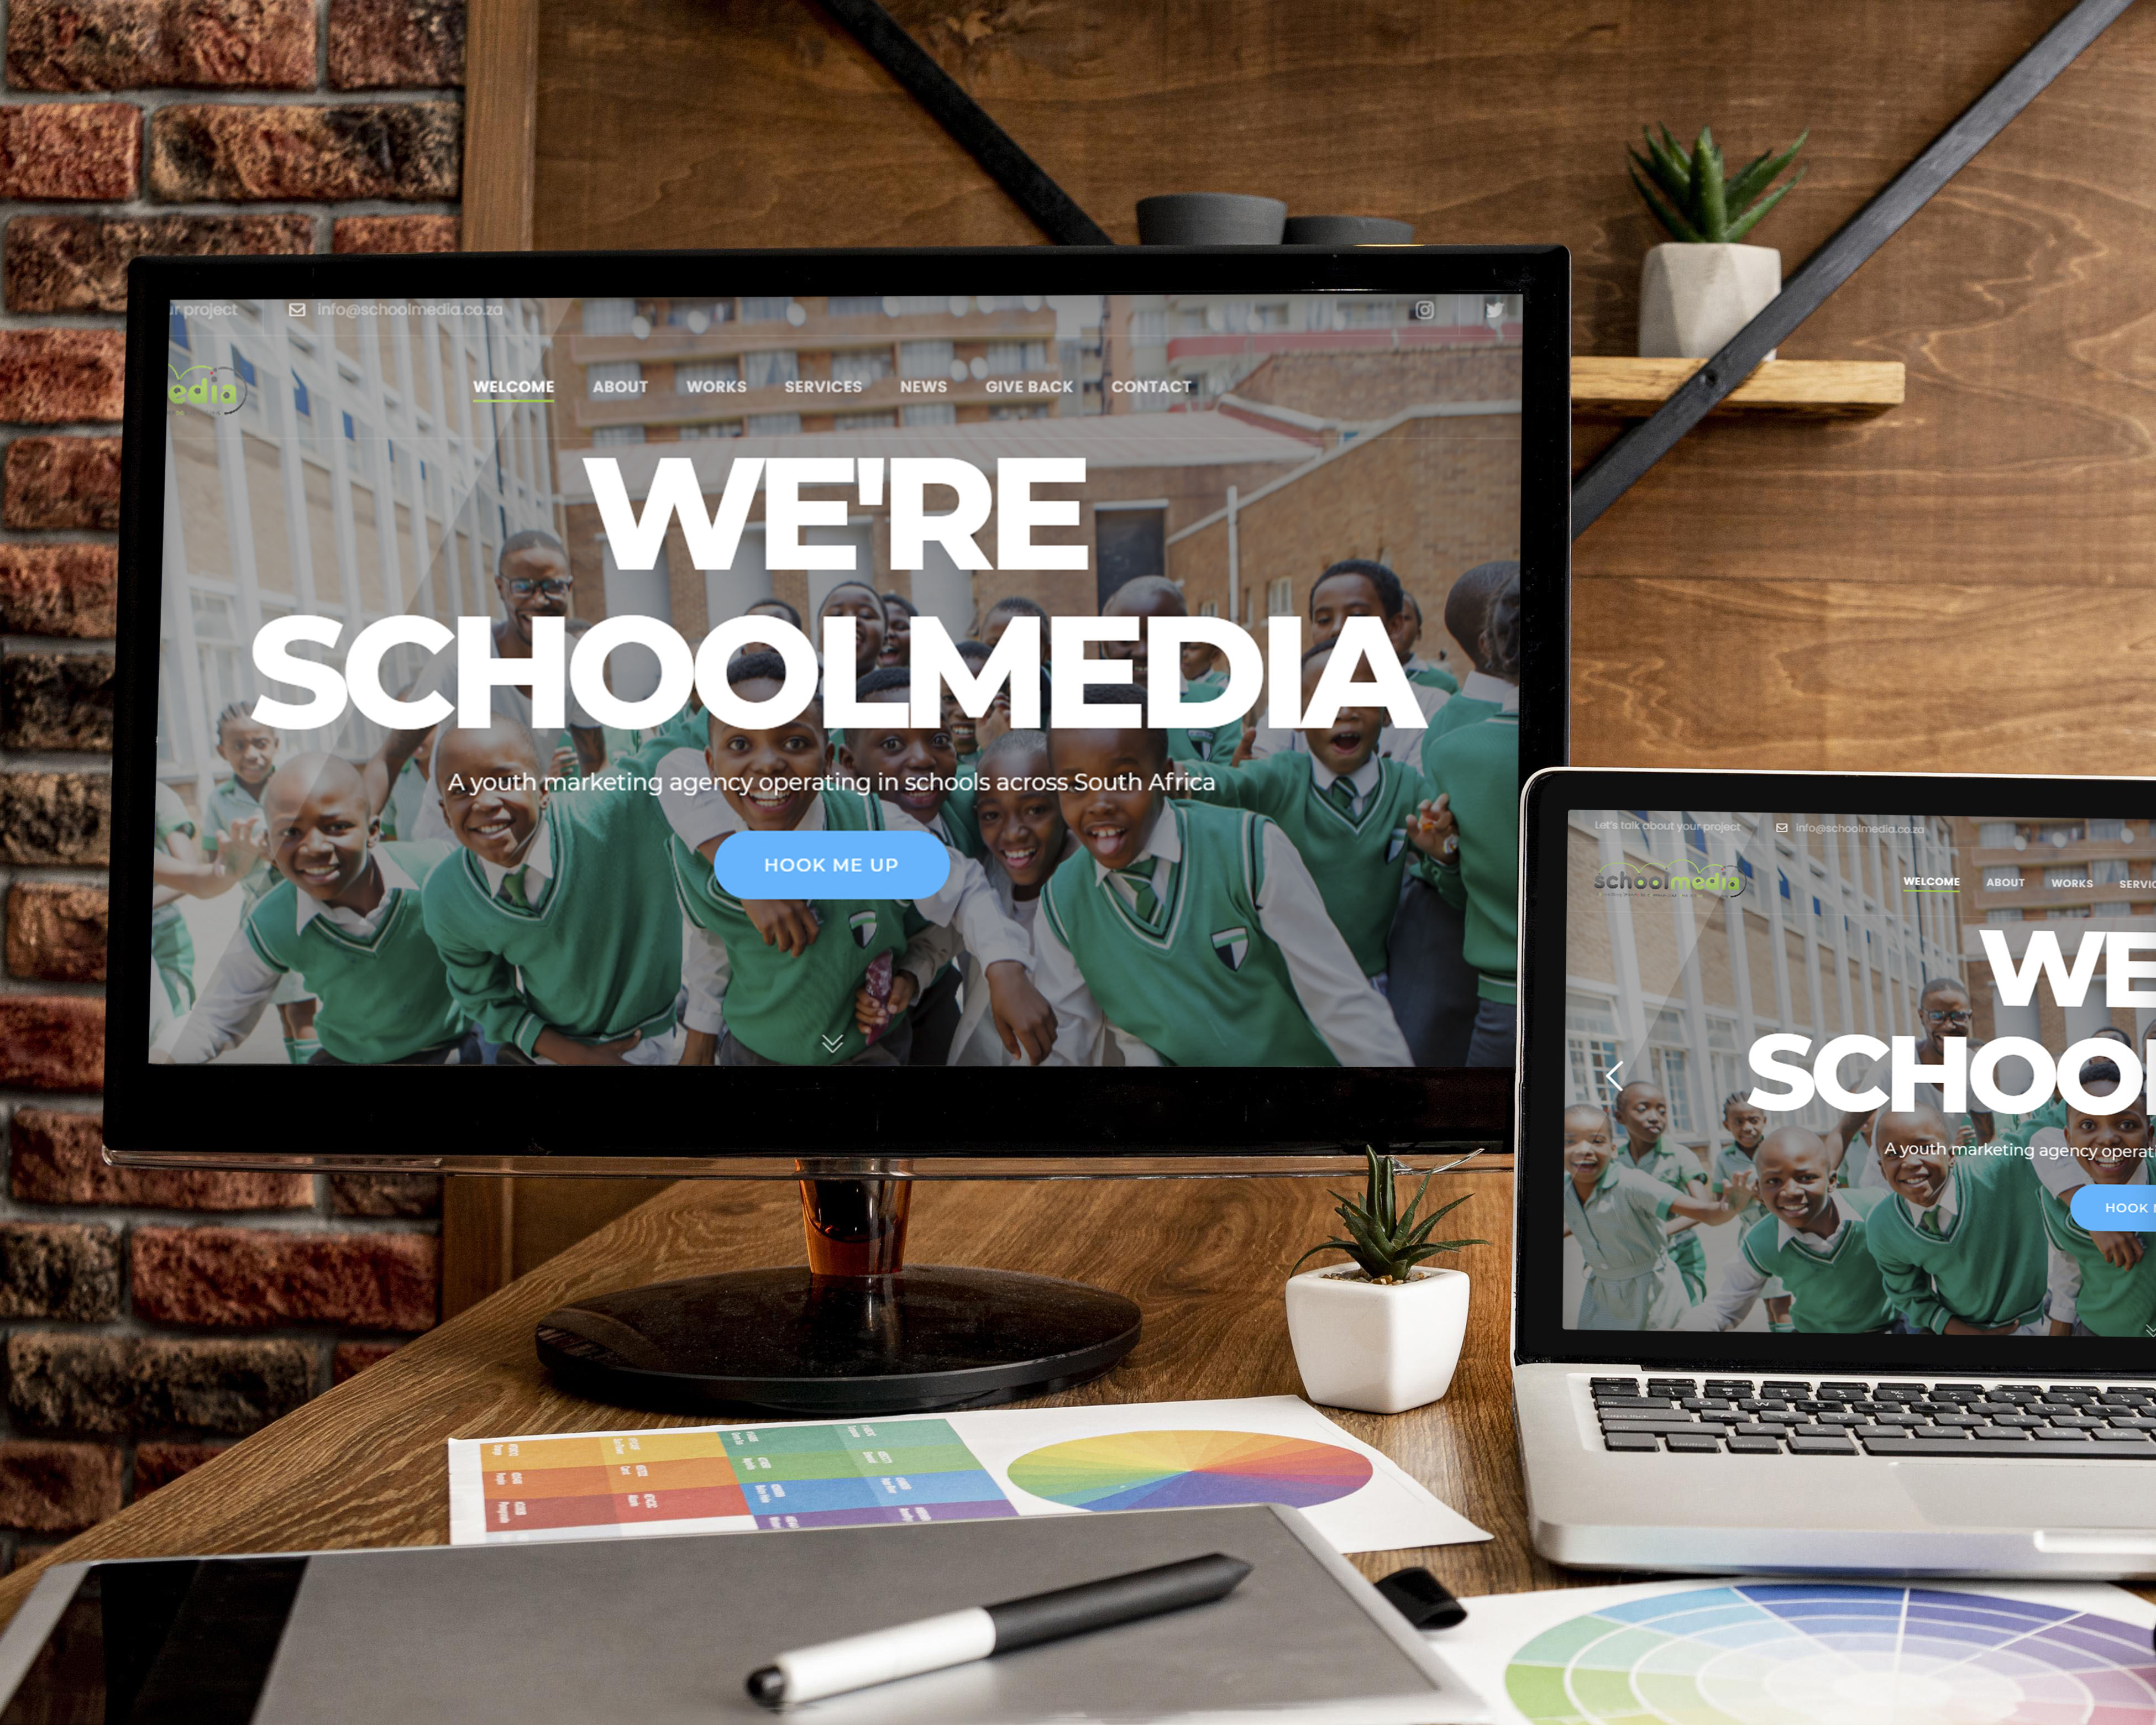 r project info@schoolmedia.co.za
edia
WELCOME ABOUT WORKS SERVICES NEWS GIVE BACK CONTACT
WE'RE
SCHOOLMEDIA
A youth marketing agency operating in schools across South Africa
HOOK ME UP
Let's talk about your project info@schoolmedia.co.za
schoolmedia
WELCOME ABOUT WORKS SERVIC
WE
SCHOOL
A youth marketing agency operat
HOOK